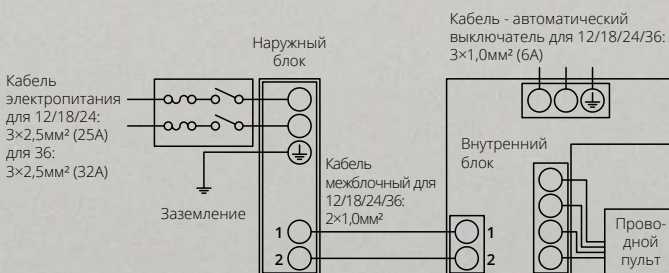 Кабель - автоматический
выключатель для 12/18/24/36:
3×1,0мм² (6А)
Наружный
блок
Кабель
электропитания
для 12/18/24:
3×2,5мм² (25А)
для 36:
3×2,5мм² (32А)
Внутренний
блок
Кабель
межблочный для
12/18/24/36:
2×1,0мм²
Заземление
Прово-
дной
пульт
1
1
2
2